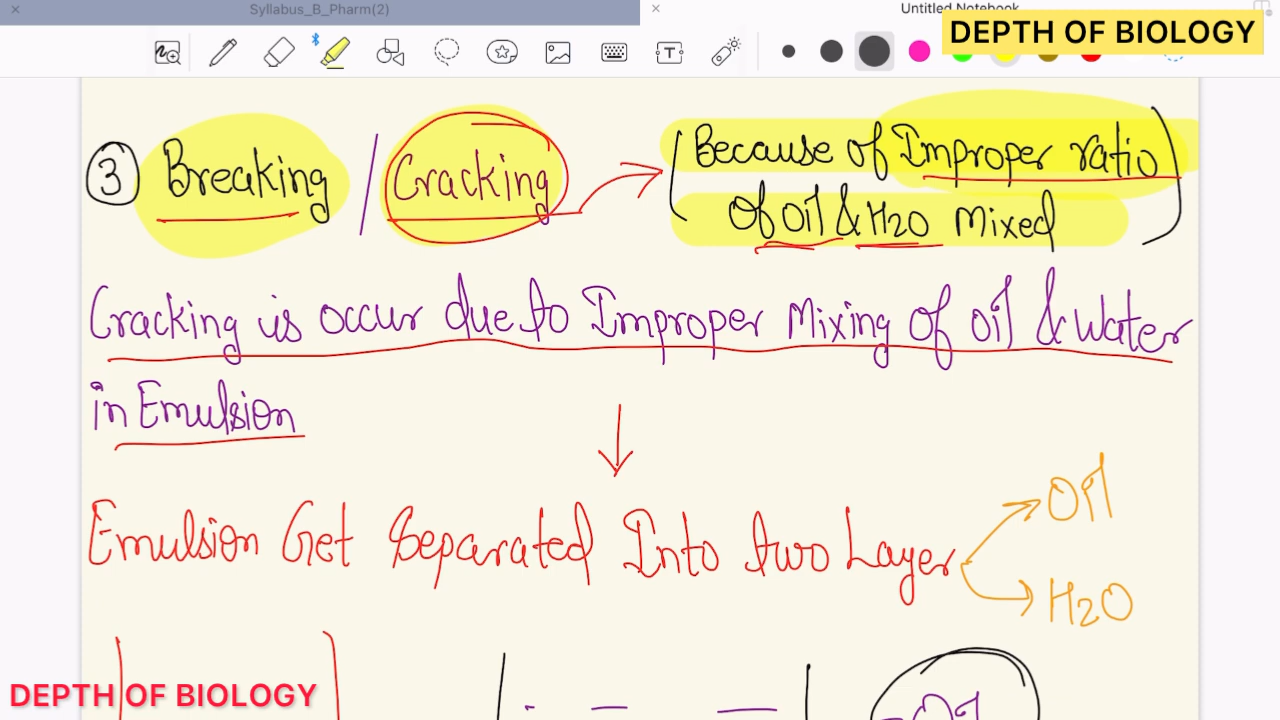 Syllabus_B_Pharm(2)
Untitled Notebook
DEPTH OF BIOLOGY
T
3 Breaking / Cracking
(Because of Improper ratio
Of Oil & H2O Mixed)
Cracking is occur due to Improper Mixing of Oil & Water
in Emulsion
Emulsion Get Separated Into two Layer
Oil
H2O
DEPTH OF BIOLOGY
Oil